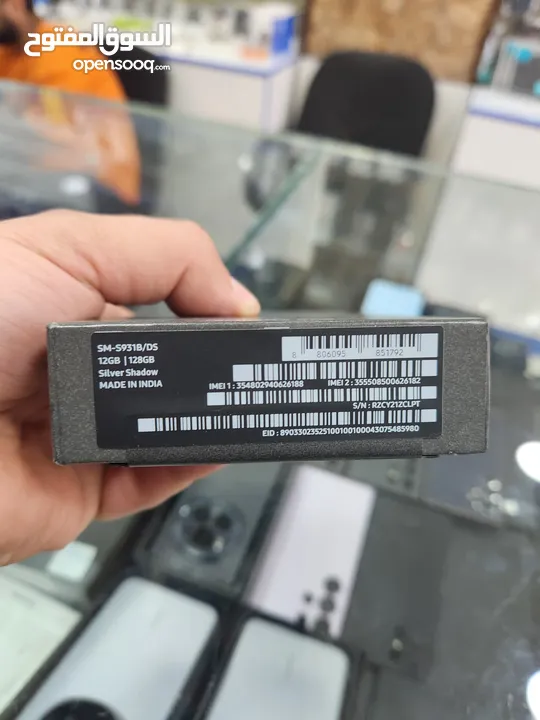 السوق المفتوح
opensooq.com
SM-S931B/DS
12GB | 128GB
Silver Shadow
MADE IN INDIA
8 806095 851792
IMEI 1 : 354802940626188 IMEI 2 : 355508500626182
S/N : RZCY21ZCLPT
EID : 89033023525100100100043075485980